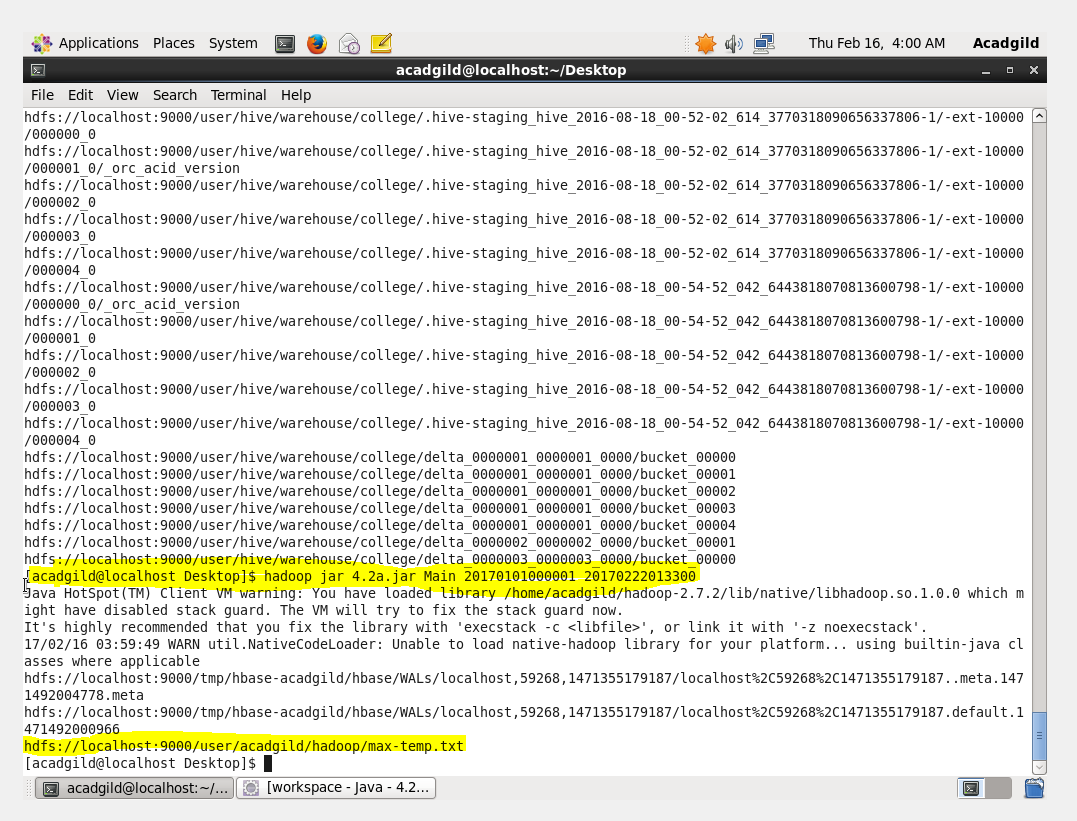 Applications Places System Thu Feb 16, 4:00 AM Acadgild
acadgild@localhost:~/Desktop
File Edit View Search Terminal Help
hdfs://localhost:9000/user/hive/warehouse/college/.hive-staging_hive_2016-08-18_00-52-02_614_3770318090656337806-1/-ext-10000
/000000_0
hdfs://localhost:9000/user/hive/warehouse/college/.hive-staging_hive_2016-08-18_00-52-02_614_3770318090656337806-1/-ext-10000
/000001_0/_orc_acid_version
hdfs://localhost:9000/user/hive/warehouse/college/.hive-staging_hive_2016-08-18_00-52-02_614_3770318090656337806-1/-ext-10000
/000002_0
hdfs://localhost:9000/user/hive/warehouse/college/.hive-staging_hive_2016-08-18_00-52-02_614_3770318090656337806-1/-ext-10000
/000003_0
hdfs://localhost:9000/user/hive/warehouse/college/.hive-staging_hive_2016-08-18_00-52-02_614_3770318090656337806-1/-ext-10000
/000004_0
hdfs://localhost:9000/user/hive/warehouse/college/.hive-staging_hive_2016-08-18_00-54-52_042_6443818070813600798-1/-ext-10000
/000000_0/_orc_acid_version
hdfs://localhost:9000/user/hive/warehouse/college/.hive-staging_hive_2016-08-18_00-54-52_042_6443818070813600798-1/-ext-10000
/000001_0
hdfs://localhost:9000/user/hive/warehouse/college/.hive-staging_hive_2016-08-18_00-54-52_042_6443818070813600798-1/-ext-10000
/000002_0
hdfs://localhost:9000/user/hive/warehouse/college/.hive-staging_hive_2016-08-18_00-54-52_042_6443818070813600798-1/-ext-10000
/000003_0
hdfs://localhost:9000/user/hive/warehouse/college/.hive-staging_hive_2016-08-18_00-54-52_042_6443818070813600798-1/-ext-10000
/000004_0
hdfs://localhost:9000/user/hive/warehouse/college/delta_0000001_0000001_0000/bucket_00000
hdfs://localhost:9000/user/hive/warehouse/college/delta_0000001_0000001_0000/bucket_00001
hdfs://localhost:9000/user/hive/warehouse/college/delta_0000001_0000001_0000/bucket_00002
hdfs://localhost:9000/user/hive/warehouse/college/delta_0000001_0000001_0000/bucket_00003
hdfs://localhost:9000/user/hive/warehouse/college/delta_0000001_0000001_0000/bucket_00004
hdfs://localhost:9000/user/hive/warehouse/college/delta_0000002_0000002_0000/bucket_00001
hdfs://localhost:9000/user/hive/warehouse/college/delta_0000003_0000003_0000/bucket_00000
[acadgild@localhost Desktop]$ hadoop jar 4.2a.jar Main 20170101000001 20170222013300
Java HotSpot(TM) Client VM warning: You have loaded library /home/acadgild/hadoop-2.7.2/lib/native/libhadoop.so.1.0.0 which m
ight have disabled stack guard. The VM will try to fix the stack guard now.
It's highly recommended that you fix the library with 'execstack -c <libfile>', or link it with '-z noexecstack'.
17/02/16 03:59:49 WARN util.NativeCodeLoader: Unable to load native-hadoop library for your platform... using builtin-java cl
asses where applicable
hdfs://localhost:9000/tmp/hbase-acadgild/hbase/WALs/localhost,59268,1471355179187/localhost%2C59268%2C1471355179187..meta.147
1492004778.meta
hdfs://localhost:9000/tmp/hbase-acadgild/hbase/WALs/localhost,59268,1471355179187/localhost%2C59268%2C1471355179187.default.1
471492000966
hdfs://localhost:9000/user/acadgild/hadoop/max-temp.txt
[acadgild@localhost Desktop]$
acadgild@localhost:~/... [workspace - Java - 4.2...